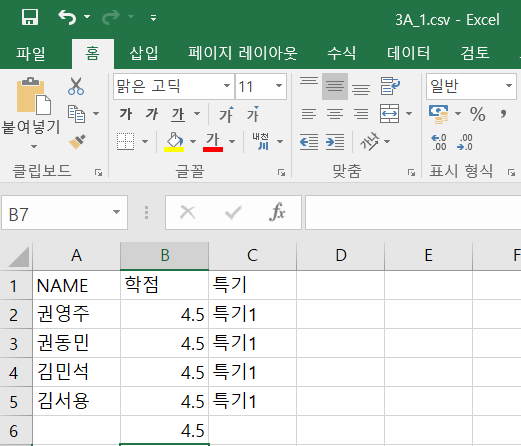 3A_1.csv - Excel
파일 홈 삽입 페이지 레이아웃 수식 데이터 검토
붙여넣기
맑은 고딕 11 일반
가 가 가 가 가 %
가 내천 川 .0 .00 .00 .0
클립보드 글꼴 맞춤 표시 형식
B7 fx
A B C D E F
1 NAME 학점 특기
2 권영주 4.5 특기1
3 권동민 4.5 특기1
4 김민석 4.5 특기1
5 김서용 4.5 특기1
6 4.5